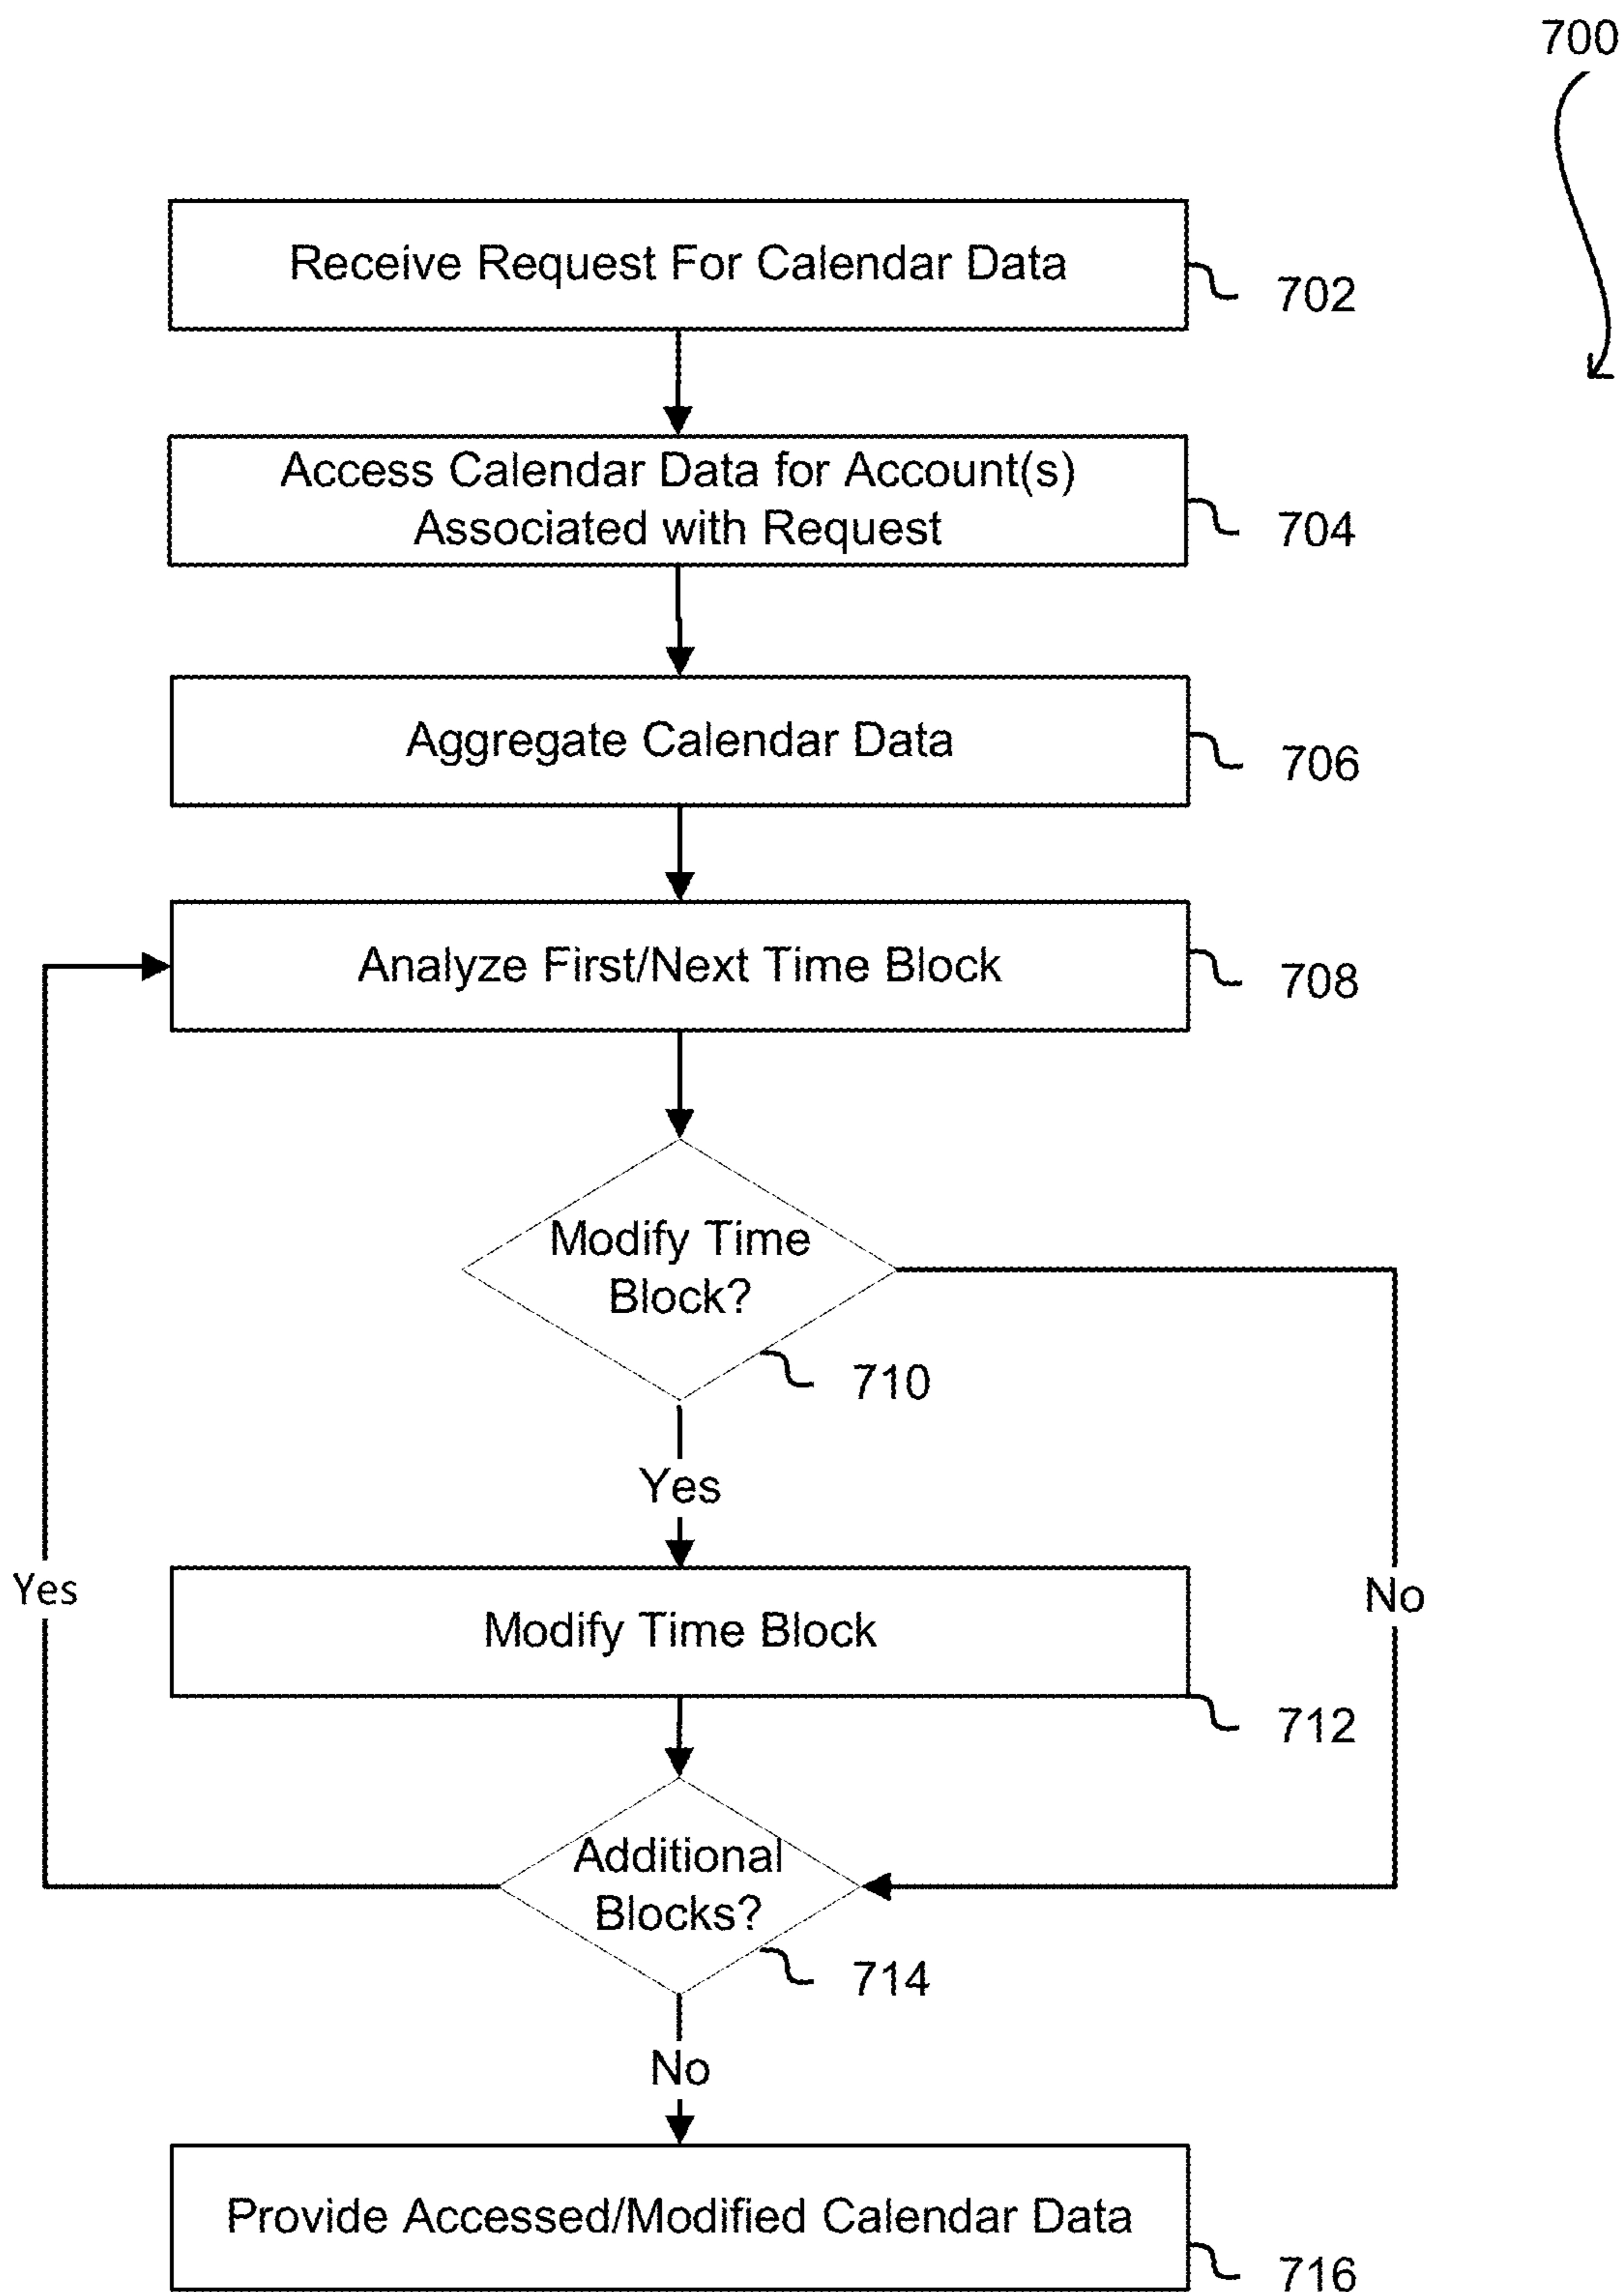 700
Receive Request For Calendar Data
702
Access Calendar Data for Account(s)
Associated with Request
704
Aggregate Calendar Data
706
Analyze First/Next Time Block
708
Modify Time
Block?
710
Yes
Yes
No
Modify Time Block
712
Additional
Blocks?
714
No
Provide Accessed/Modified Calendar Data
716